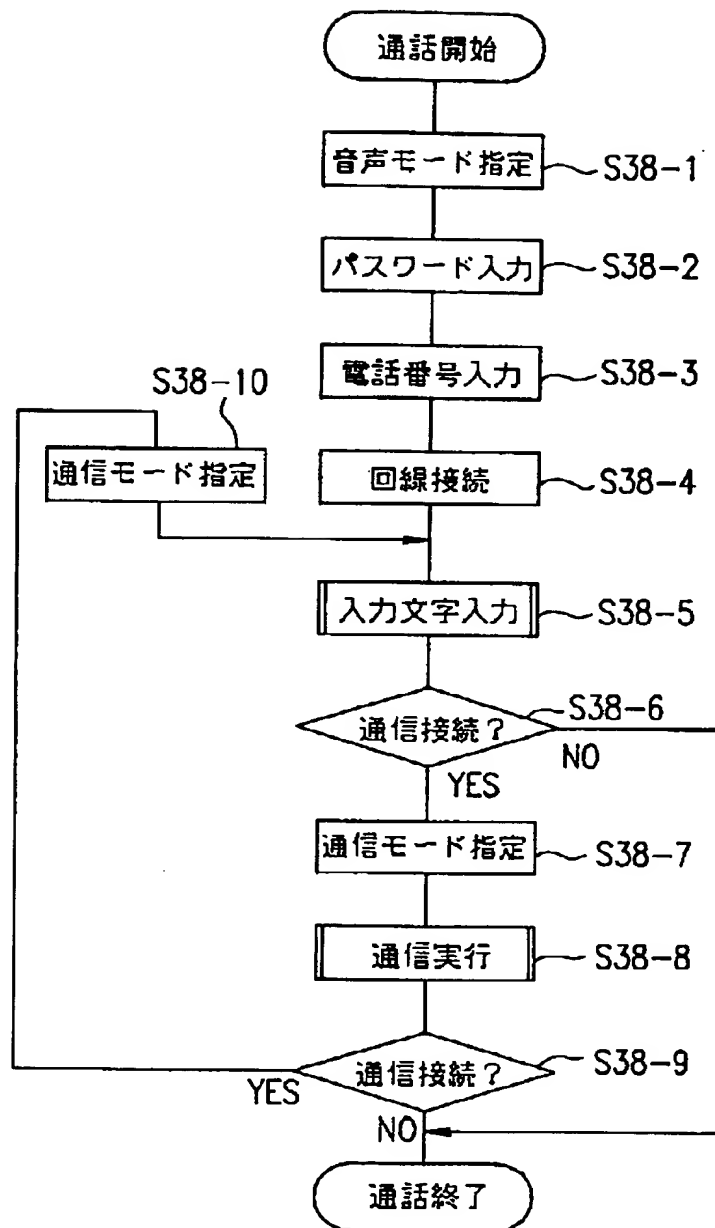 通話開始
音声モード指定
S38-1
パスワード入力
S38-2
電話番号入力
S38-3
S38-10
通信モード指定
回線接続
S38-4
入力文字入力
S38-5
通信接続?
S38-6
NO
YES
通信モード指定
S38-7
通信実行
S38-8
通信接続?
S38-9
YES
NO
通話終了